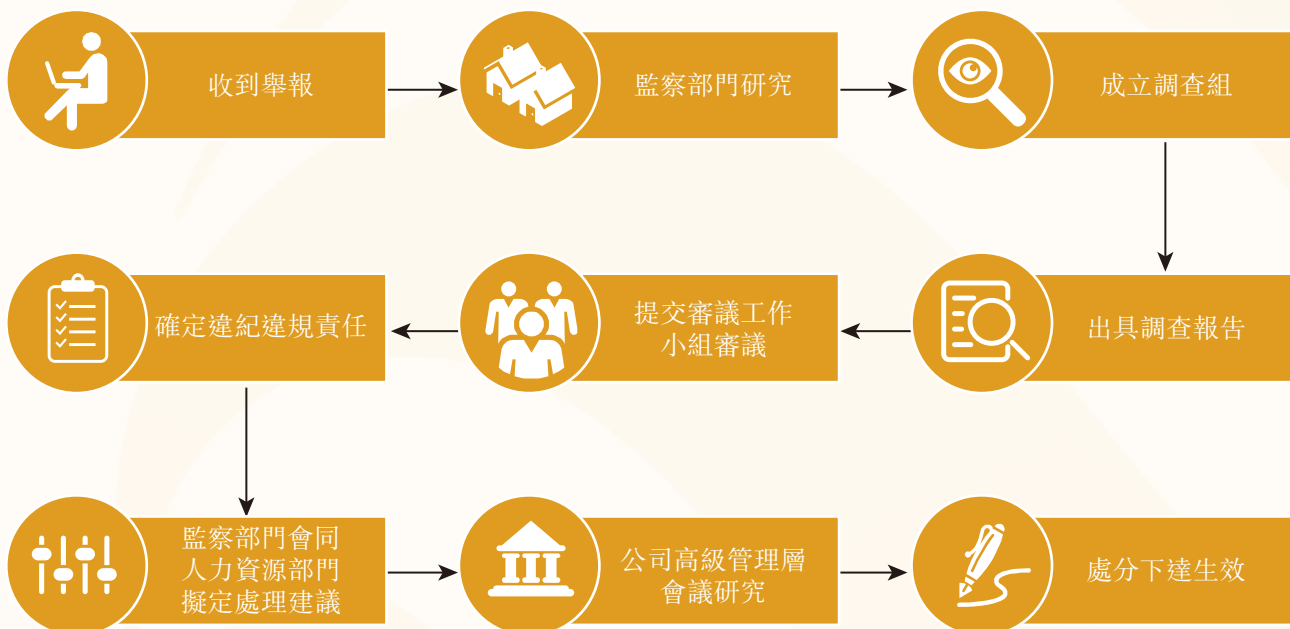 收到舉報
監察部門研究
成立調查組
出具調查報告
提交審議工作
小組審議
確定違紀違規責任
監察部門會同
人力資源部門
擬定處理建議
公司高級管理層
會議研究
處分下達生效